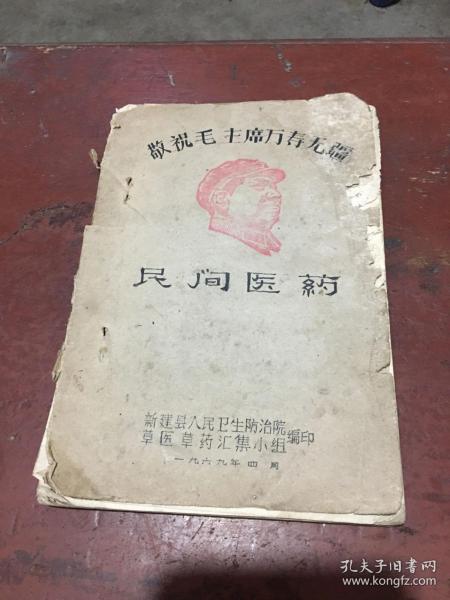 敬祝毛主席万寿无疆
民间医药
新建县人民卫生防治院
草医草药汇集小组编印
一九六九年四月
孔夫子旧书网
www.kongfz.com